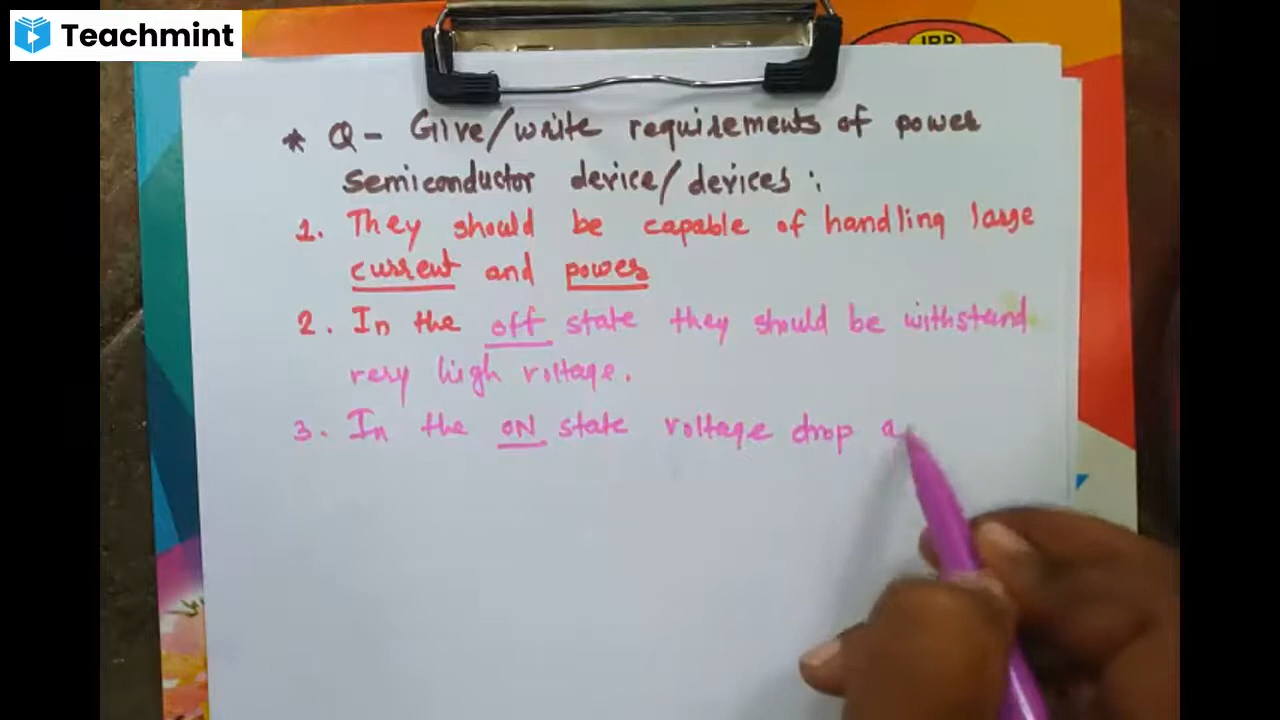 Teachmint
IBP
* Q- Give/write requirements of power
semiconductor device/devices :
1. They should be capable of handling large
current and power
2. In the off state they should be withstand
very high voltage.
3. In the ON state voltage drop a